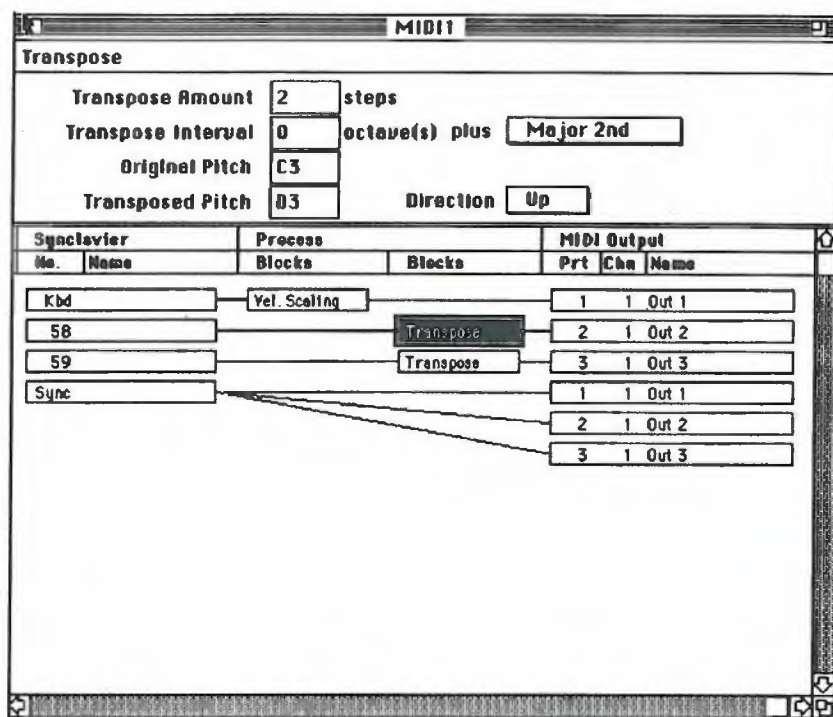 MIDI1
Transpose
Transpose Amount 2 steps
Transpose Interval 0 octave(s) plus Major 2nd
Original Pitch C3
Transposed Pitch D3 Direction Up
Synclavier Process MIDI Output
No. Name Blocks Blocks Prt Chn Name
Kbd Vel. Scaling 1 1 Out 1
58 Transpose 2 1 Out 2
59 Transpose 3 1 Out 3
Sync 1 1 Out 1
2 1 Out 2
3 1 Out 3